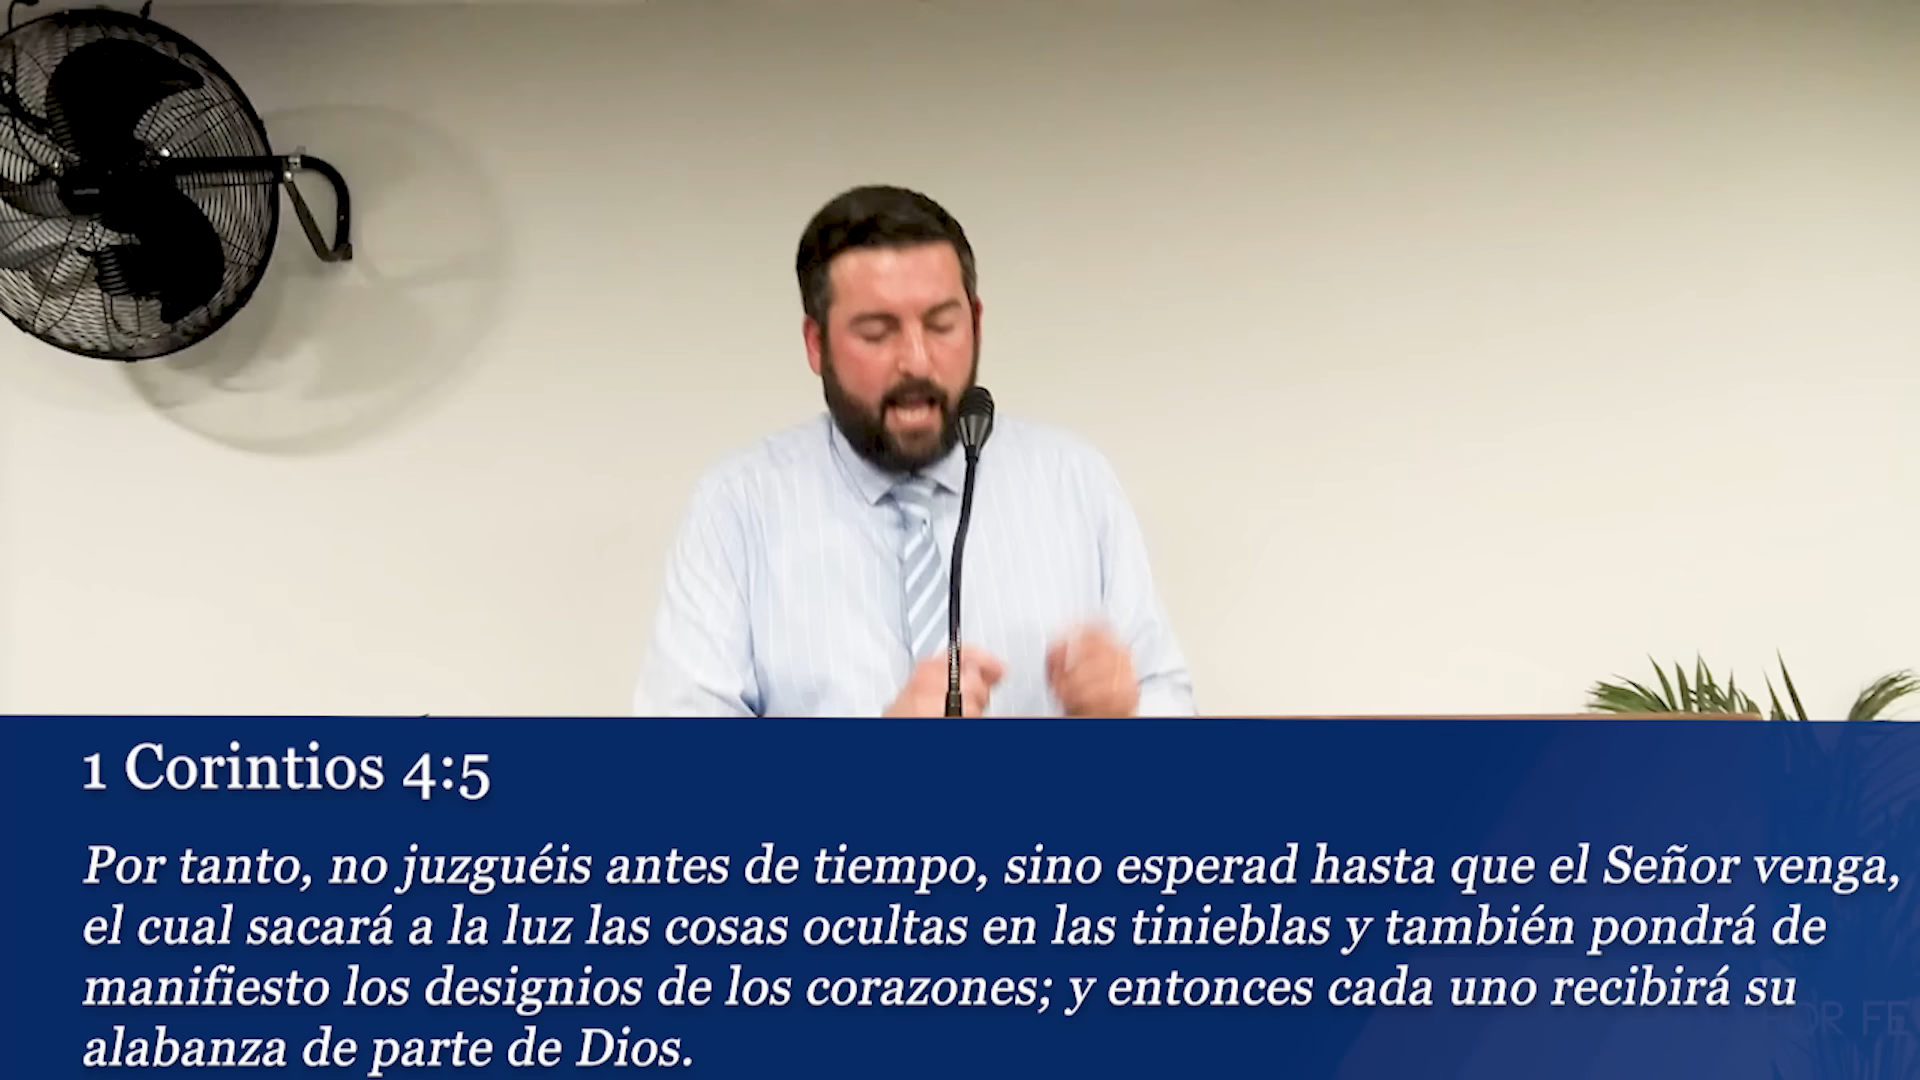 1 Corintios 4:5
Por tanto, no juzguéis antes de tiempo, sino esperad hasta que el Señor venga,
el cual sacará a la luz las cosas ocultas en las tinieblas y también pondrá de
manifiesto los designios de los corazones; y entonces cada uno recibirá su
alabanza de parte de Dios.
POR FE